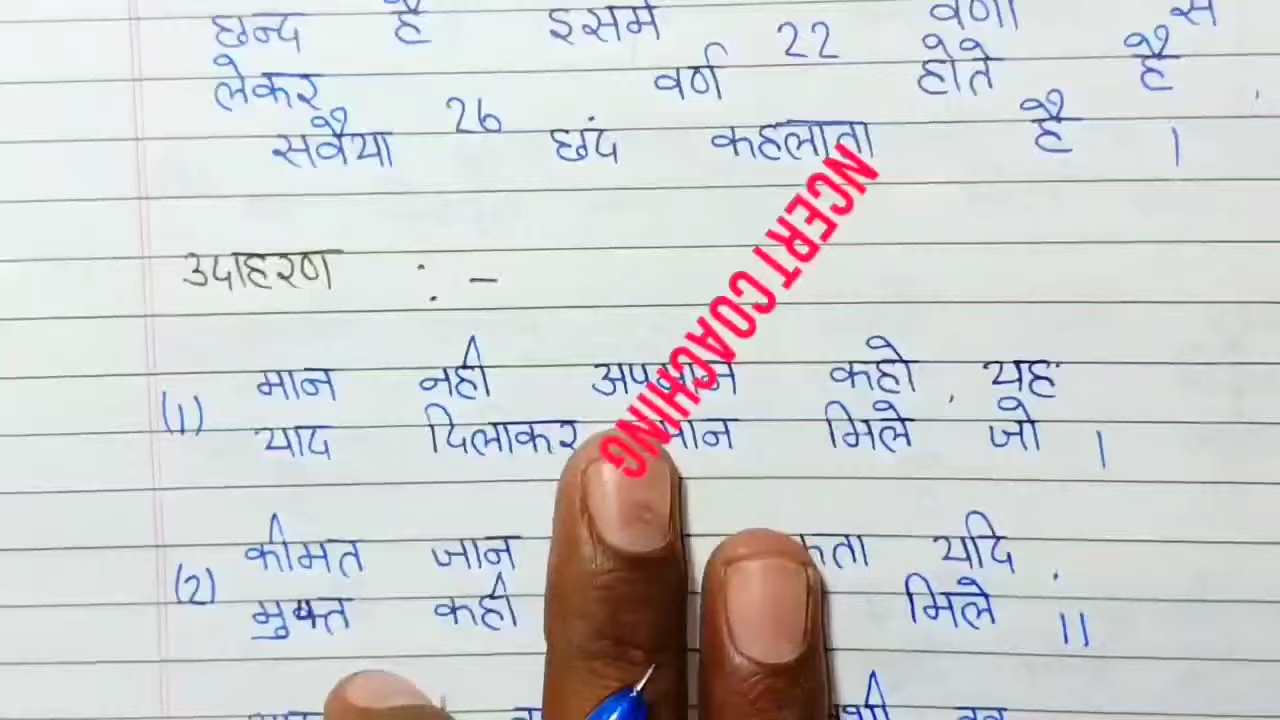 छन्द है इसमें वर्णों से
लेकर वर्ण 22 होते है
सवैया 26 छंद कहलाता है ।
उदाहरण : -
(1) मान नही अपमान कहो, यह
याद दिलाकर मान मिले जो ।
(2) कीमत जान यदि,
मुक्त कही मिले ॥
NCERT COACHING